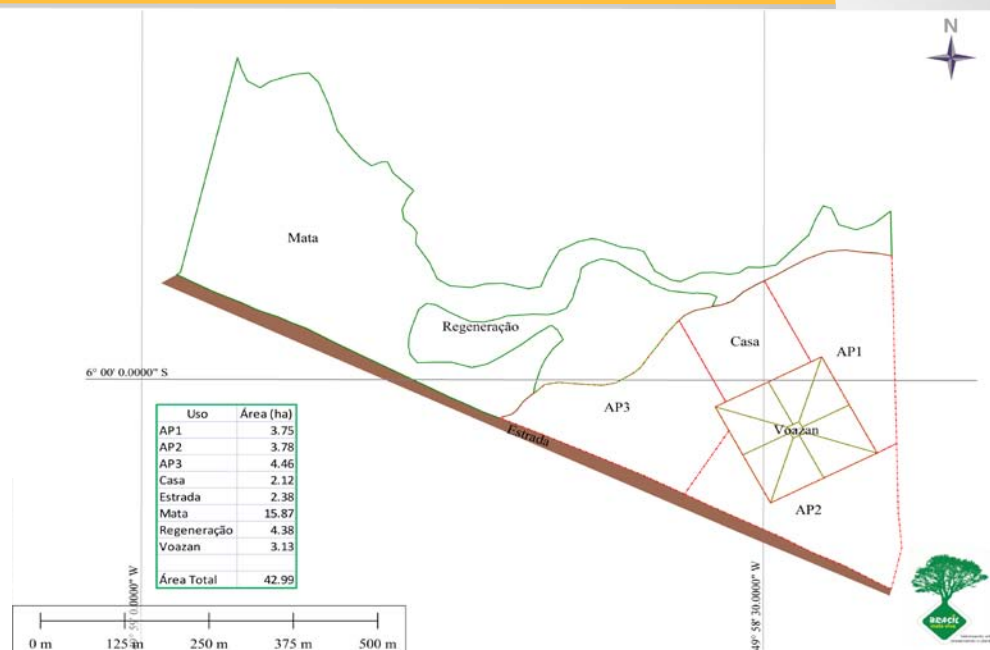 N
Mata
Regeneração
Casa
AP1
6° 00' 0.0000" S
AP3
Voazan
Estrada
AP2
Uso Área (ha)
AP1 3.75
AP2 3.78
AP3 4.46
Casa 2.12
Estrada 2.38
Mata 15.87
Regeneração 4.38
Voazan 3.13
Área Total 42.99
0.0000" W
49° 58' 30.0000" W
0 m 125 m 250 m 375 m 500 m